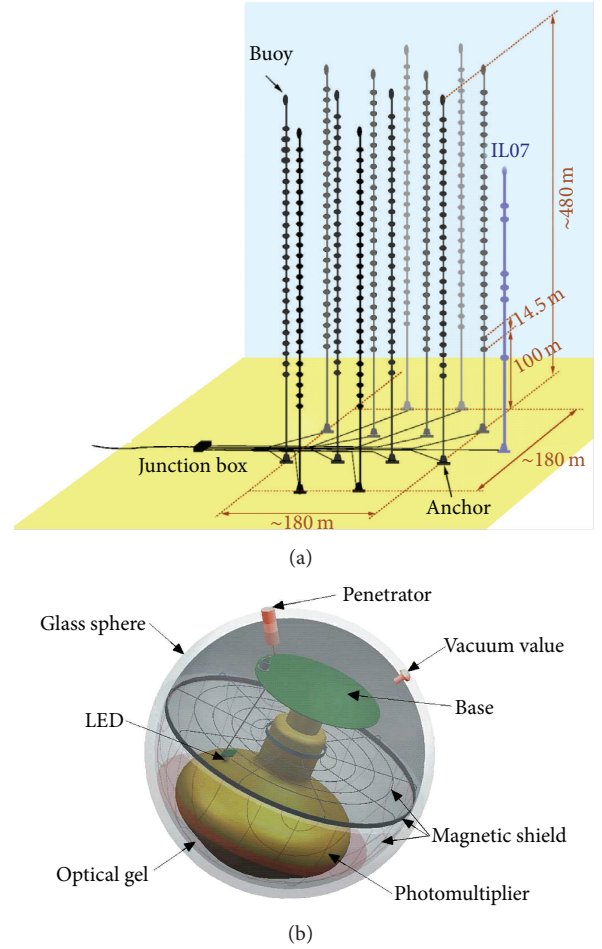 Buoy
IL07
~480 m
14.5 m
100 m
Junction box
~180 m
~180 m
Anchor
(a)
Penetrator
Glass sphere
Vacuum value
Base
LED
Magnetic shield
Optical gel
Photomultiplier
(b)